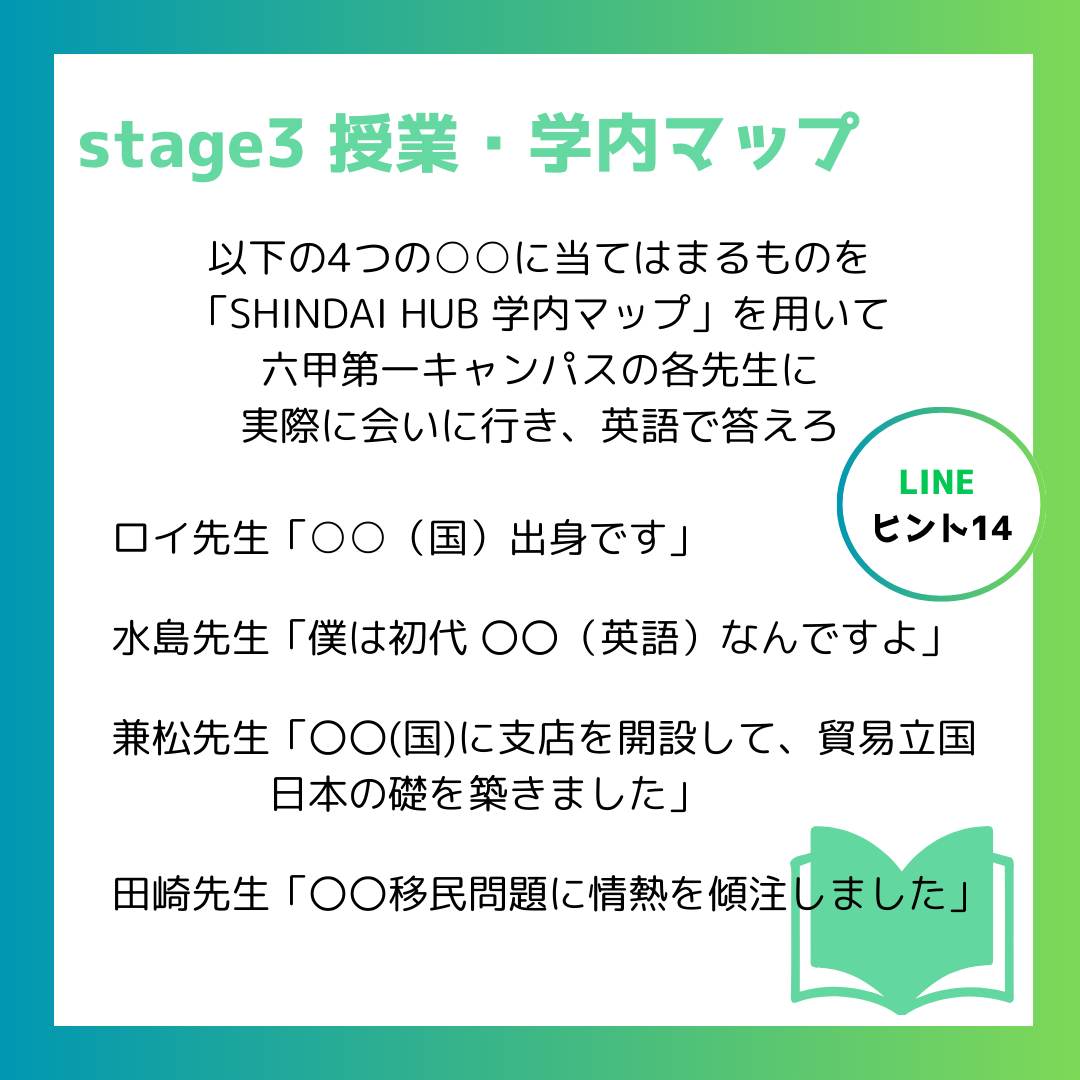 stage3 授業・学内マップ
以下の4つの○○に当てはまるものを
「SHINDAI HUB 学内マップ」を用いて
六甲第一キャンパスの各先生に
実際に会いに行き、英語で答えろ
LINE
ヒント14
ロイ先生「○○（国）出身です」
水島先生「僕は初代 〇〇（英語）なんですよ」
兼松先生「〇〇(国)に支店を開設して、貿易立国
日本の礎を築きました」
田崎先生「〇〇移民問題に情熱を傾注しました」